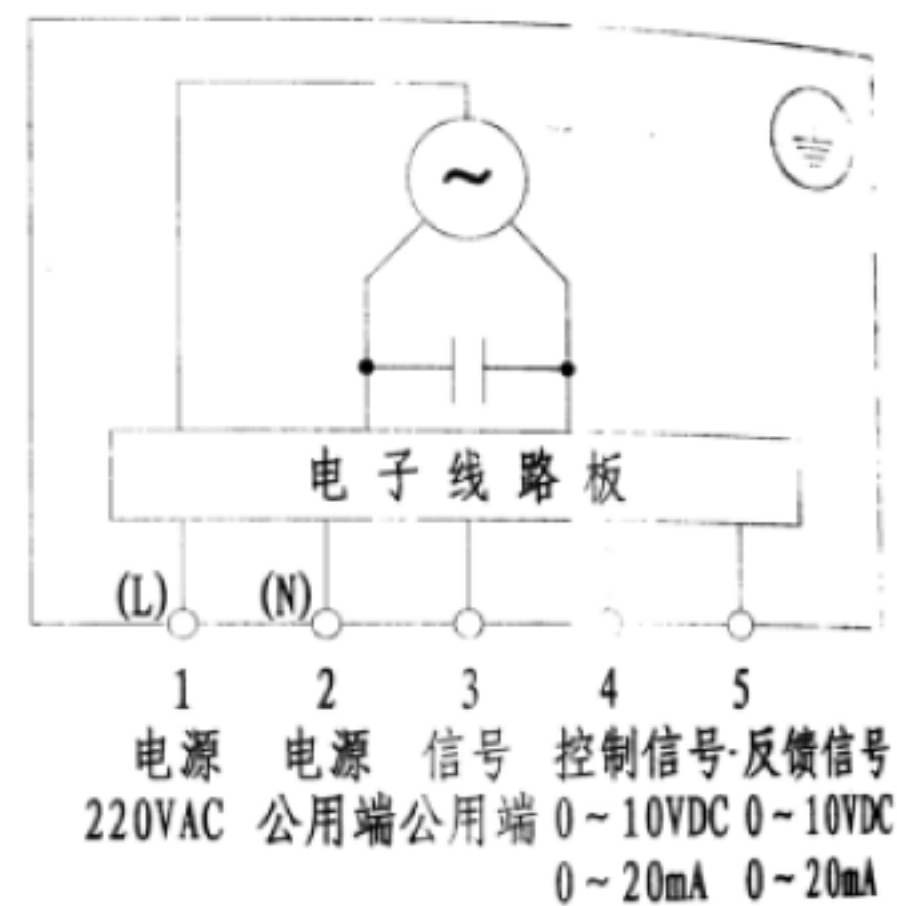 ~
电子线路板
(L) (N)
1 2 3 4 5
电源 电源 信号 控制信号 反馈信号
220VAC 公用端 公用端 0~10VDC 0~10VDC
0~20mA 0~20mA